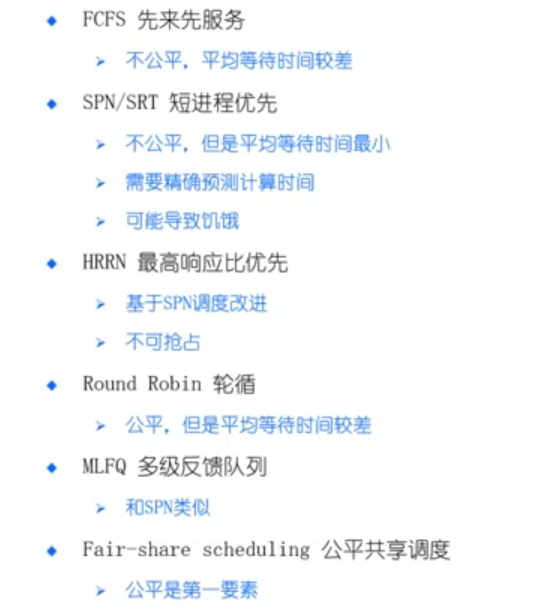 FCFS 先来先服务
不公平，平均等待时间较差
SPN/SRT 短进程优先
不公平，但是平均等待时间最小
需要精确预测计算时间
可能导致饥饿
HRRN 最高响应比优先
基于SPN调度改进
不可抢占
Round Robin 轮循
公平，但是平均等待时间较差
MLFQ 多级反馈队列
和SPN类似
Fair-share scheduling 公平共享调度
公平是第一要素